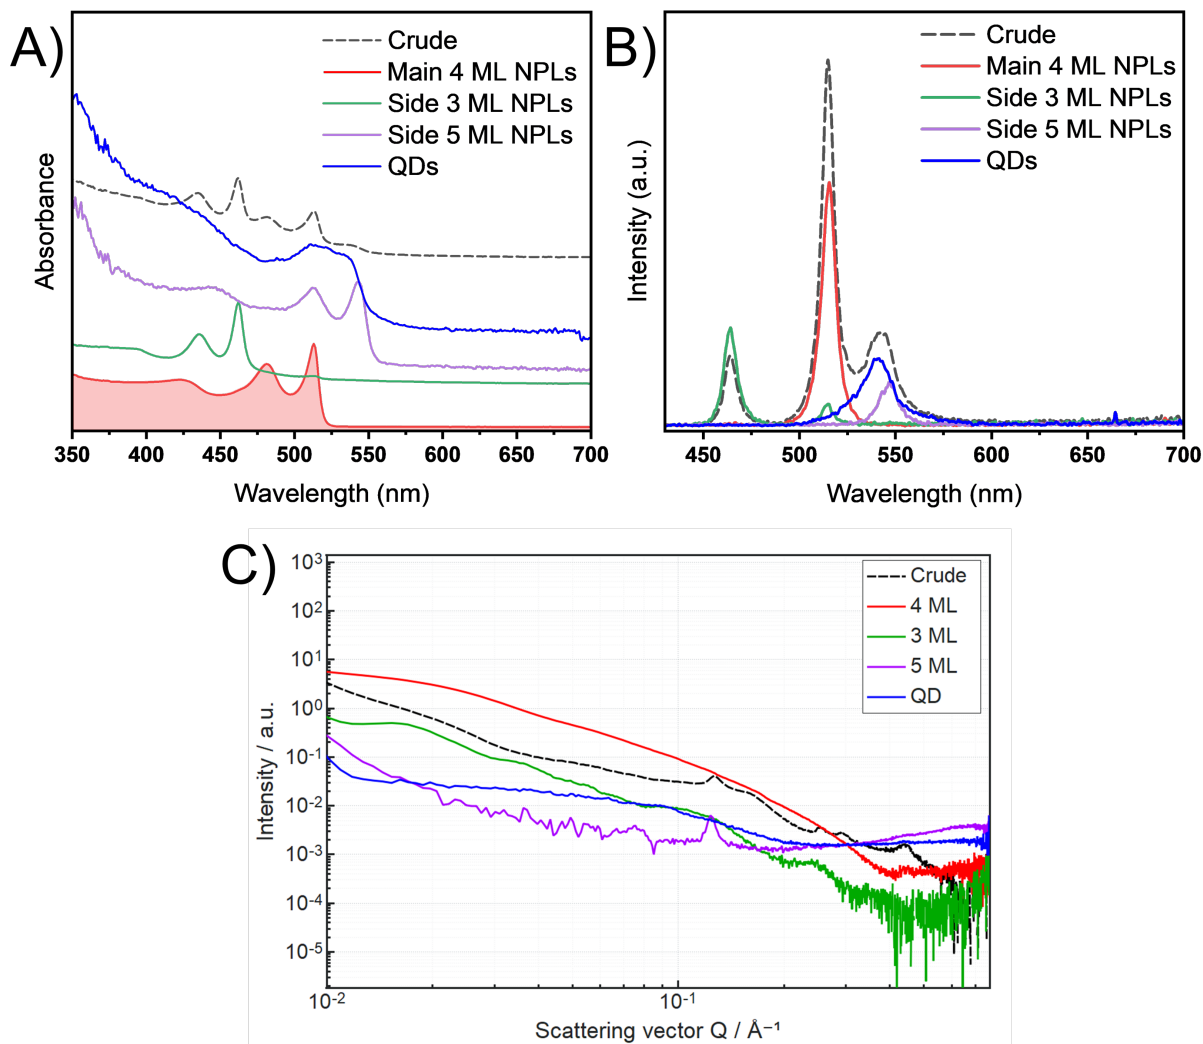 A)
Crude
Main 4 ML NPLs
Side 3 ML NPLs
Side 5 ML NPLs
QDs
Absorbance
350 400 450 500 550 600 650 700
Wavelength (nm)
B)
Crude
Main 4 ML NPLs
Side 3 ML NPLs
Side 5 ML NPLs
QDs
Intensity (a.u.)
450 500 550 600 650 700
Wavelength (nm)
C)
Crude
4 ML
3 ML
5 ML
QD
Intensity / a.u.
10³
10²
10¹
10⁰
10⁻¹
10⁻²
10⁻³
10⁻⁴
10⁻⁵
10⁻² 10⁻¹
Scattering vector Q / Å⁻¹